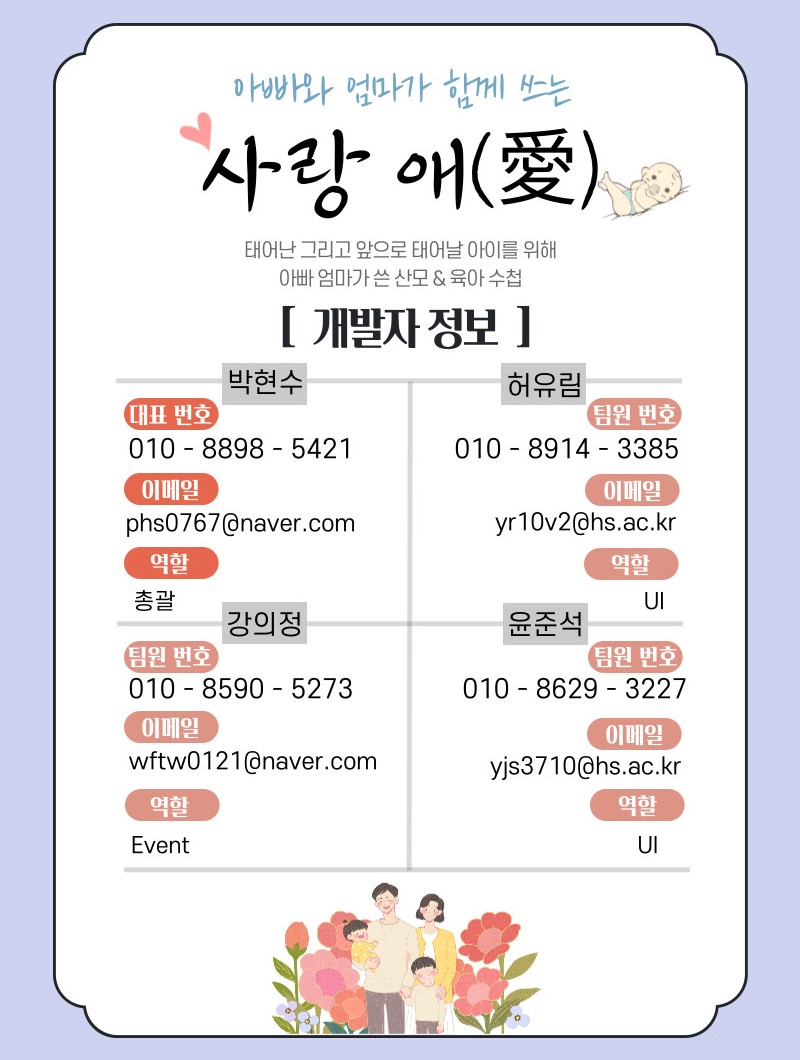 아빠와 엄마가 함께 쓰는
사랑 애(愛)
태어난 그리고 앞으로 태어날 아이를 위해
아빠 엄마가 쓴 산모 & 육아 수첩
[ 개발자 정보 ]
박현수
대표 번호
010 - 8898 - 5421
이메일
phs0767@naver.com
역할
총괄
허유림
팀원 번호
010 - 8914 - 3385
이메일
yr10v2@hs.ac.kr
역할
UI
강의정
팀원 번호
010 - 8590 - 5273
이메일
wftw0121@naver.com
역할
Event
윤준석
팀원 번호
010 - 8629 - 3227
이메일
yjs3710@hs.ac.kr
역할
UI